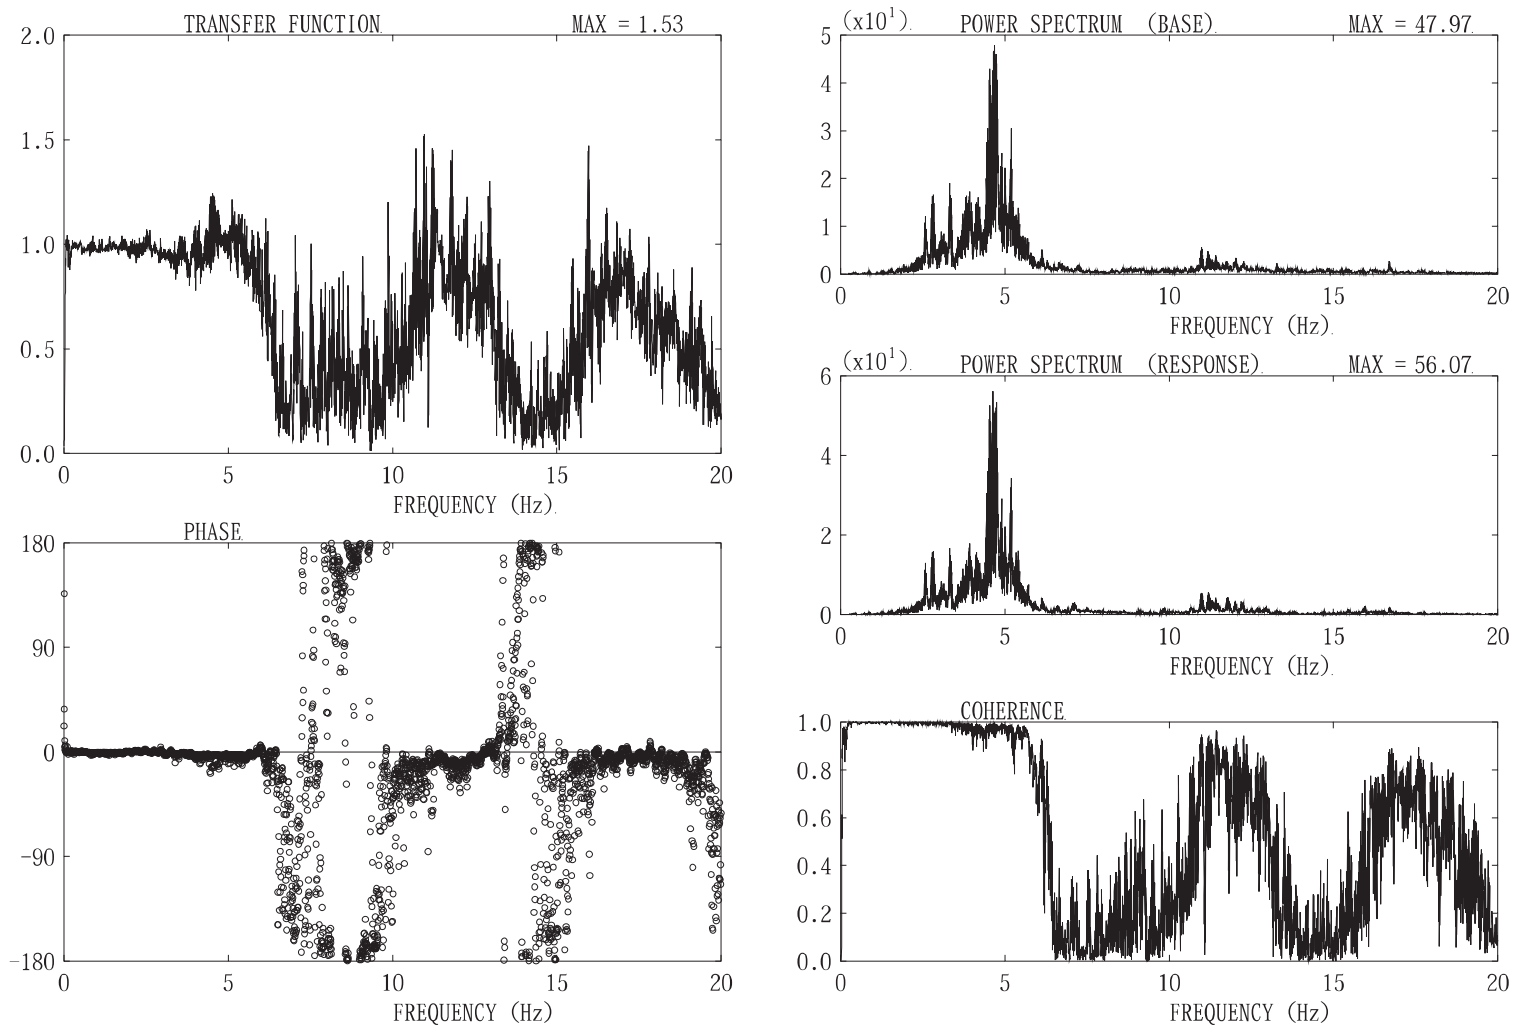 TRANSFER FUNCTION. MAX = 1.53
2.0
1.5
1.0
0.5
0.0
0 5 10 15 20
FREQUENCY (Hz).
PHASE.
180
90
0
-90
-180
0 5 10 15 20
FREQUENCY (Hz)
(x10¹). POWER SPECTRUM (BASE). MAX = 47.97.
5
4
3
2
1
0
0 5 10 15 20
FREQUENCY (Hz).
(x10¹). POWER SPECTRUM (RESPONSE). MAX = 56.07.
6
4
2
0
0 5 10 15 20
FREQUENCY (Hz).
COHERENCE.
1.0
0.8
0.6
0.4
0.2
0.0
0 5 10 15 20
FREQUENCY (Hz)